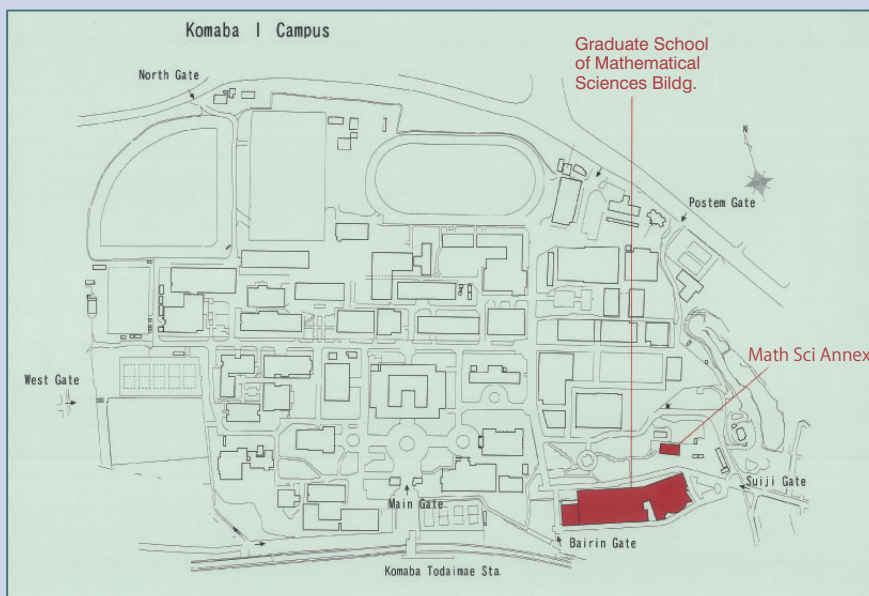 Komaba I Campus
Graduate School
of Mathematical
Sciences Bildg.
North Gate
N
Postem Gate
Math Sci Annex
West Gate
Suiji Gate
Main Gate
Bairin Gate
Komaba Todaimae Sta.